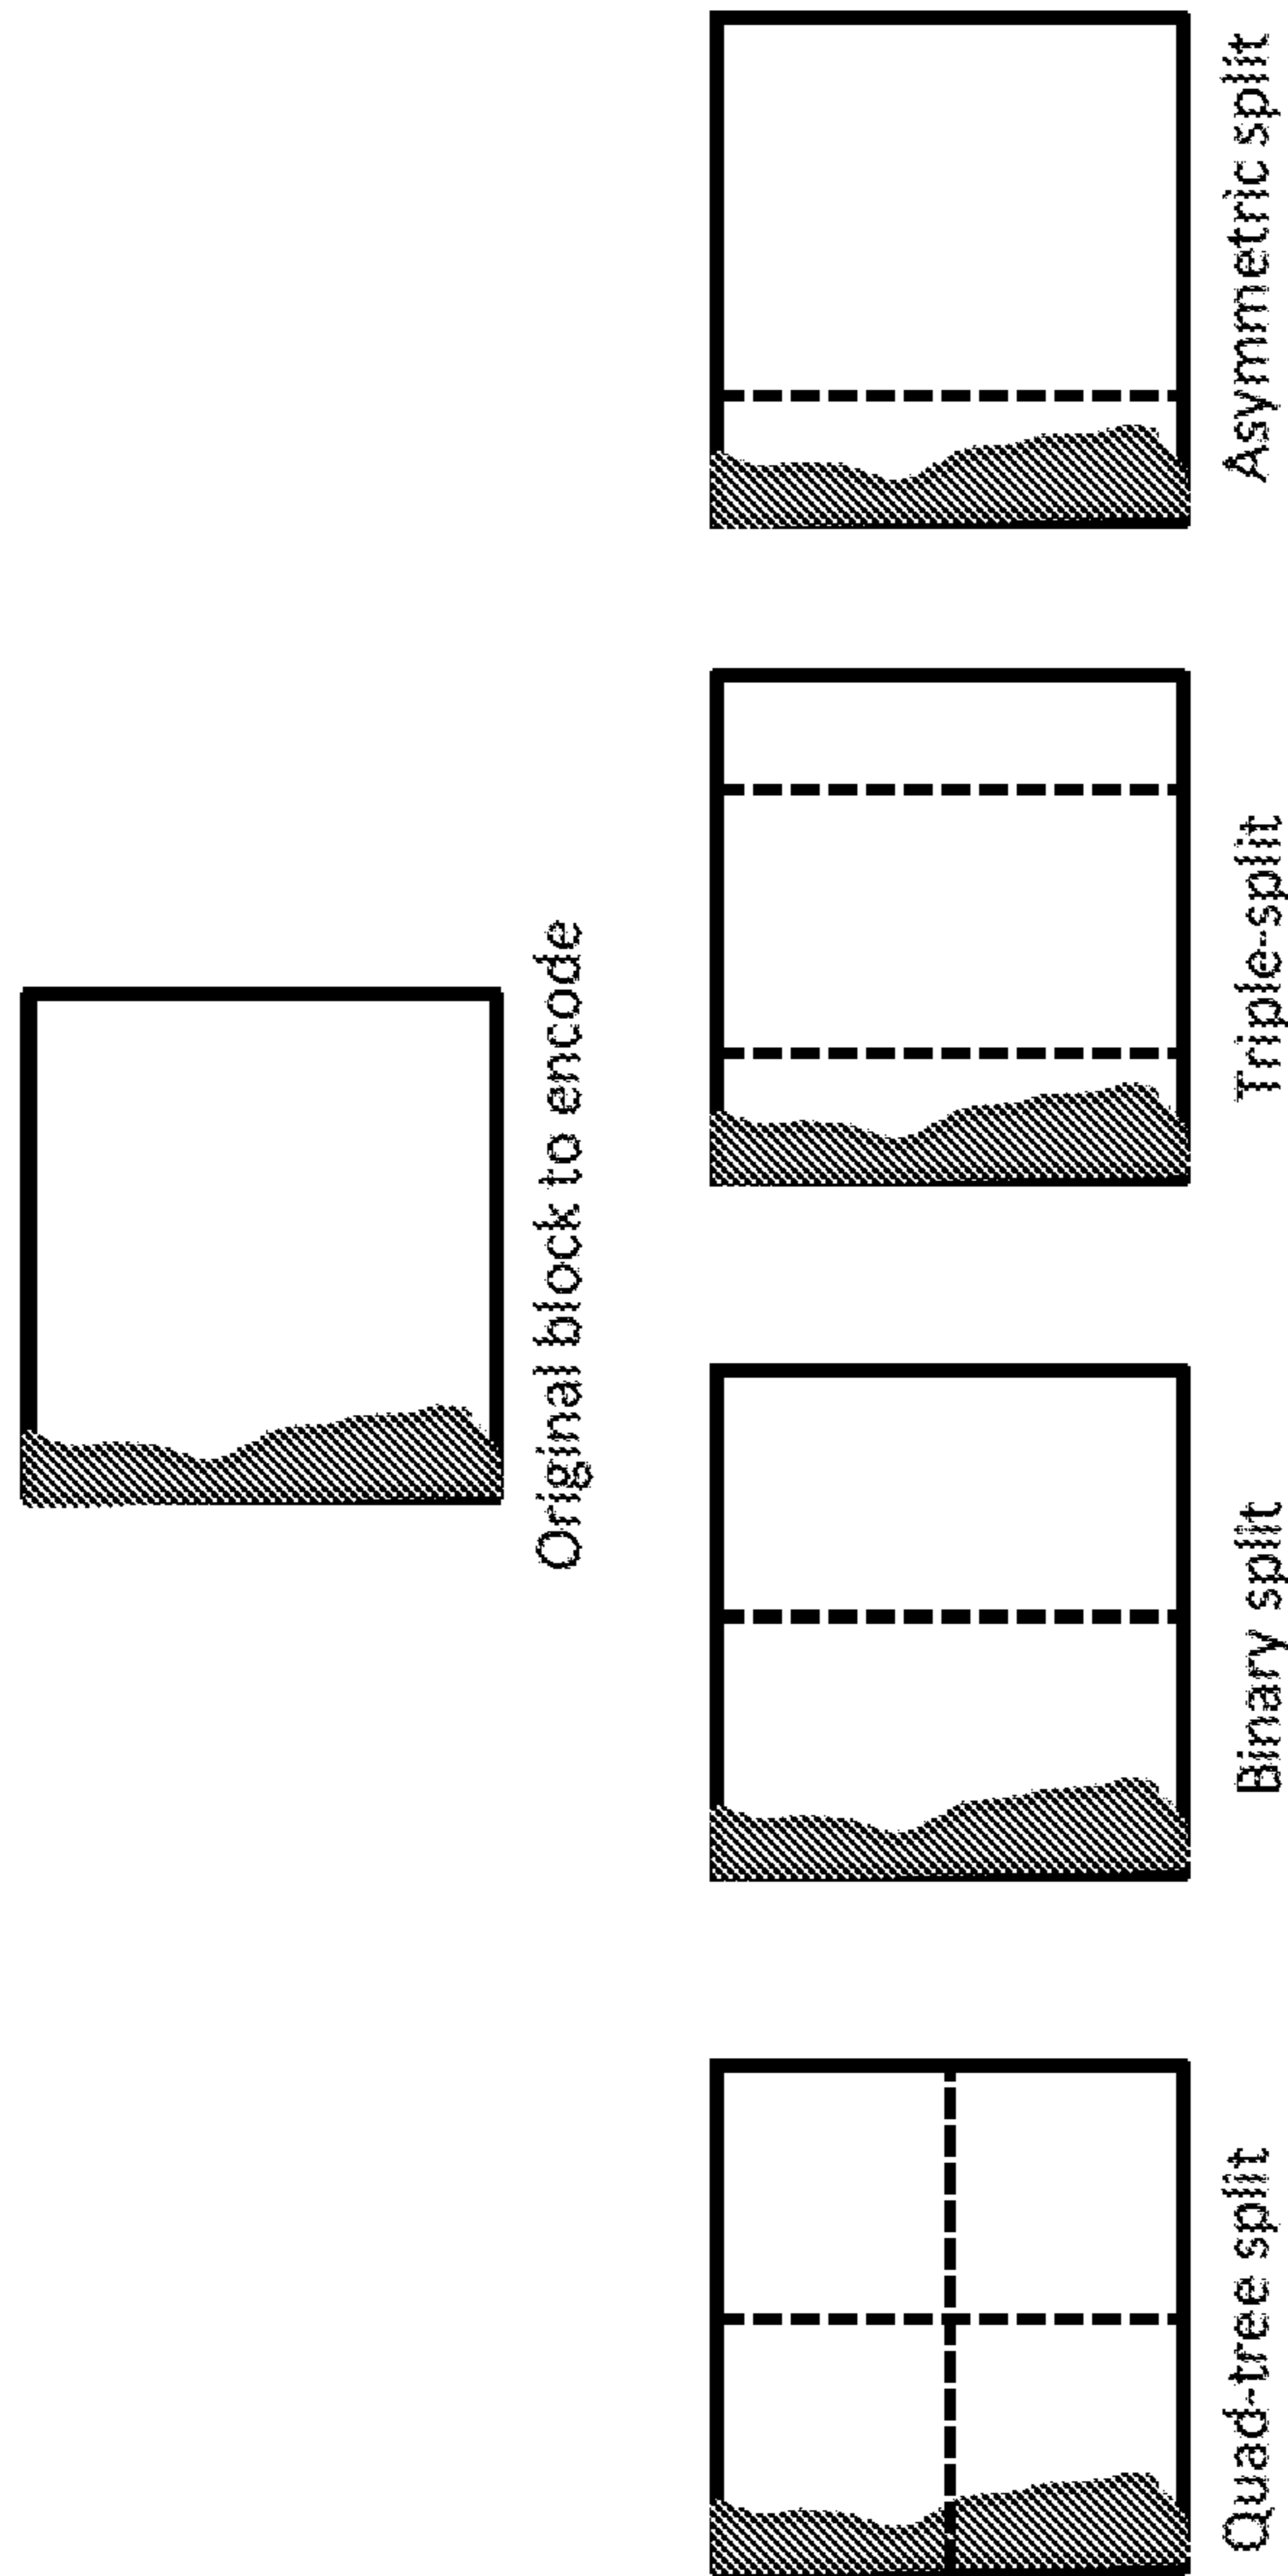 Original block to encode
Quad-tree split
Binary split
Triple-split
Asymmetric split